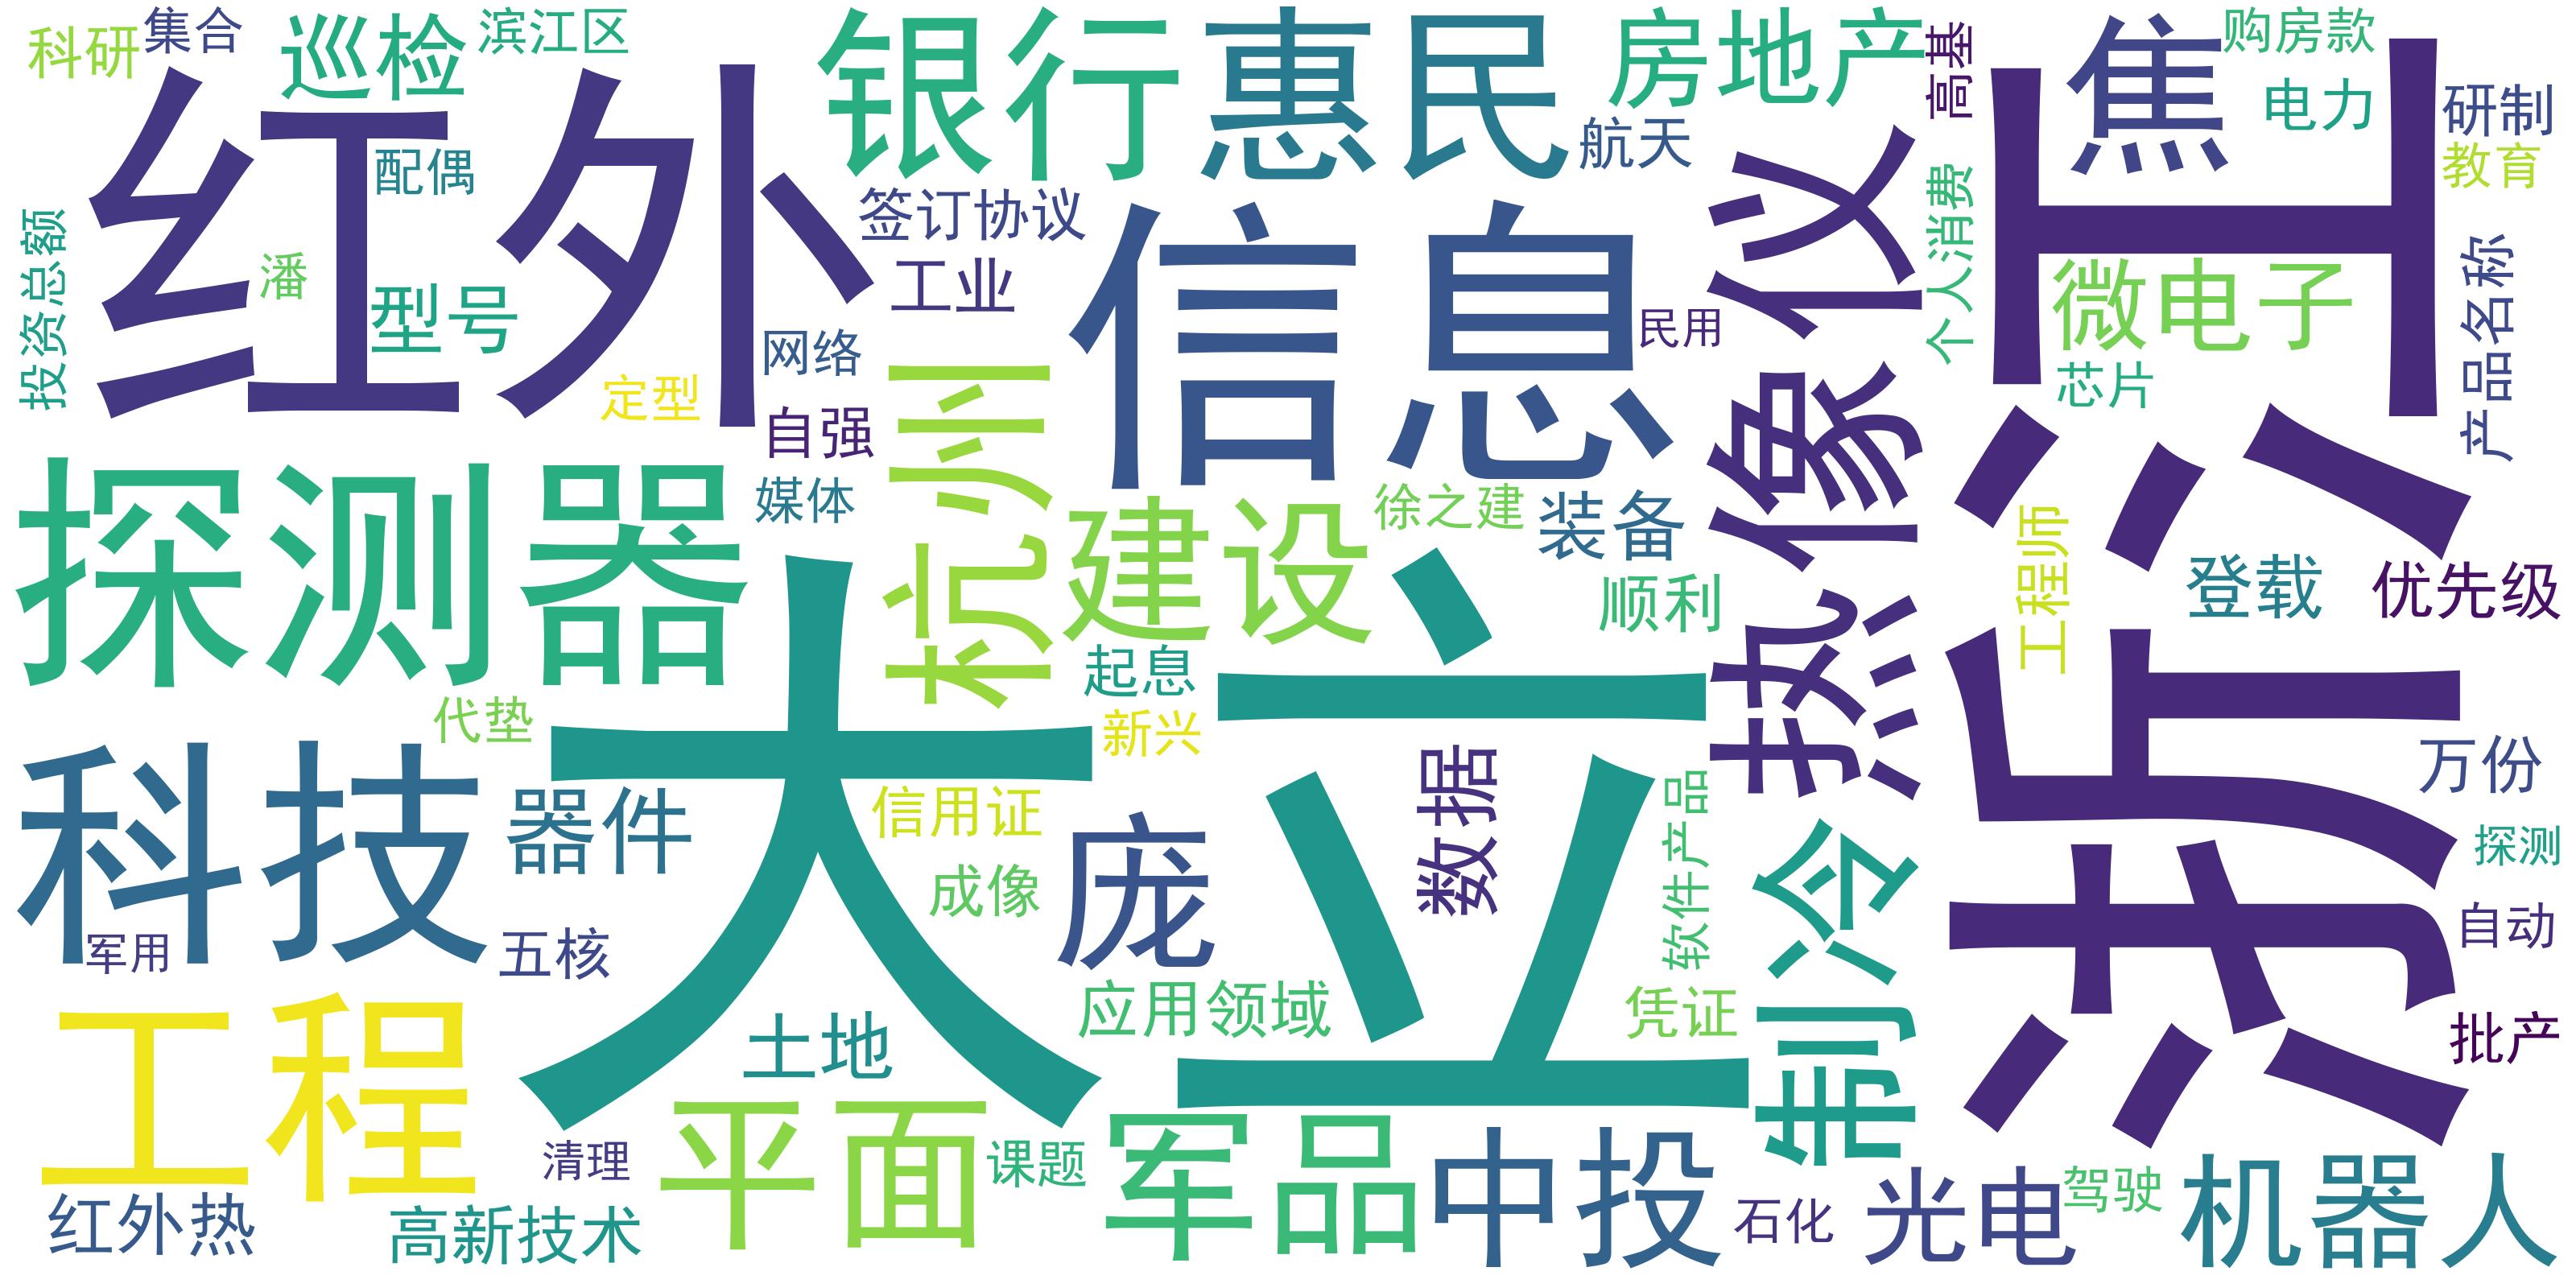 科研
集合
巡检
滨江区
银行
惠民
房地产
高基
焦
购房款
电力
研制
教育
红外
配偶
潘
型号
投资总额
签订协议
工业
航天
信息
民用
热像仪
个人消费
浙江
微电子
芯片
产品名称
网络
定型
自强
媒体
杭州
探测器
建设
徐之建
装备
顺利
工程师
登载
优先级
起息
新兴
代垫
大立
数据
软件产品
万份
探测
自动
批产
科技
器件
信用证
成像
庞
制冷
军用
五核
应用领域
凭证
土地
工程
平面
军品
中投
清理
课题
红外热
高新技术
石化
光电
驾驶
机器人